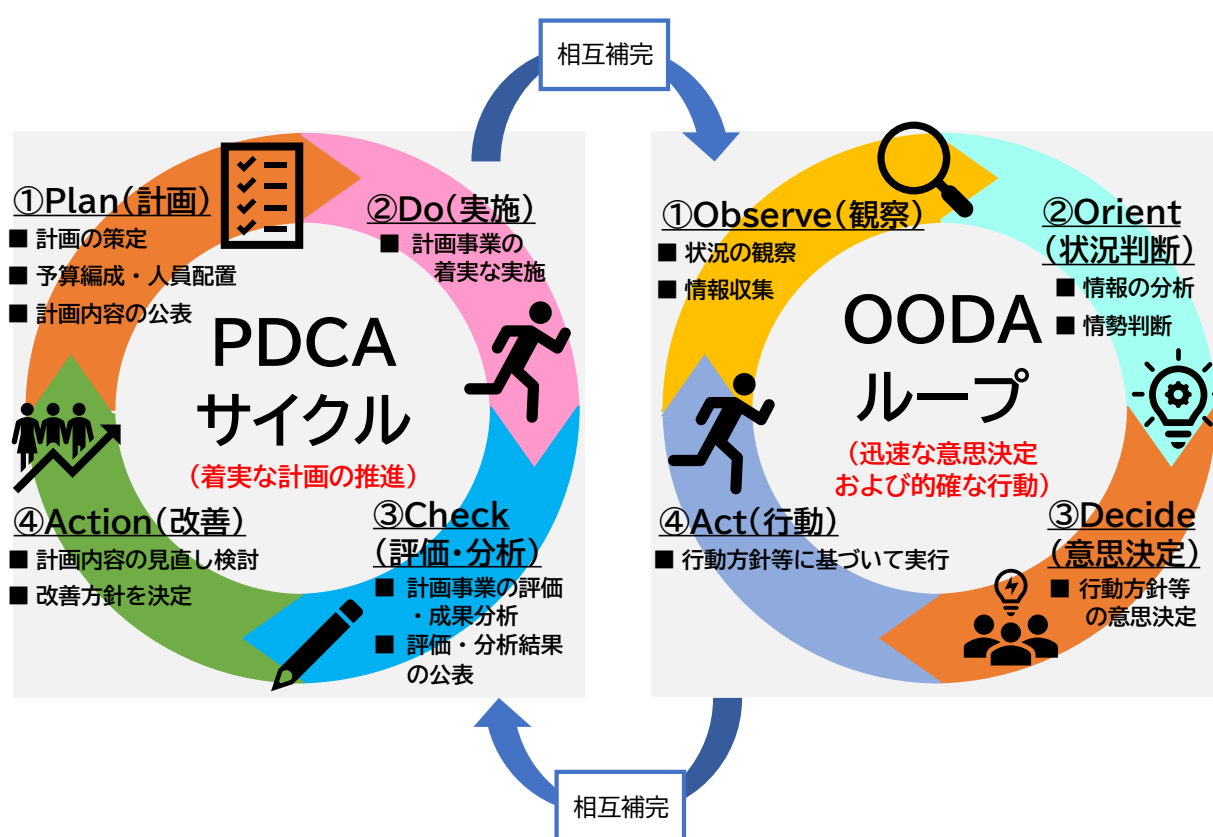 相互補完
①Plan(計画)
■ 計画の策定
■ 予算編成・人員配置
■ 計画内容の公表
②Do(実施)
■ 計画事業の
着実な実施
PDCA
サイクル
(着実な計画の推進)
④Action(改善)
■ 計画内容の見直し検討
■ 改善方針を決定
③Check
(評価・分析)
■ 計画事業の評価
・成果分析
■ 評価・分析結果
の公表
①Observe(観察)
■ 状況の観察
■ 情報収集
②Orient
(状況判断)
■ 情報の分析
■ 情勢判断
OODA
ループ
(迅速な意思決定
および的確な行動)
④Act(行動)
■ 行動方針等に基づいて実行
③Decide
(意思決定)
■ 行動方針等
の意思決定
相互補完